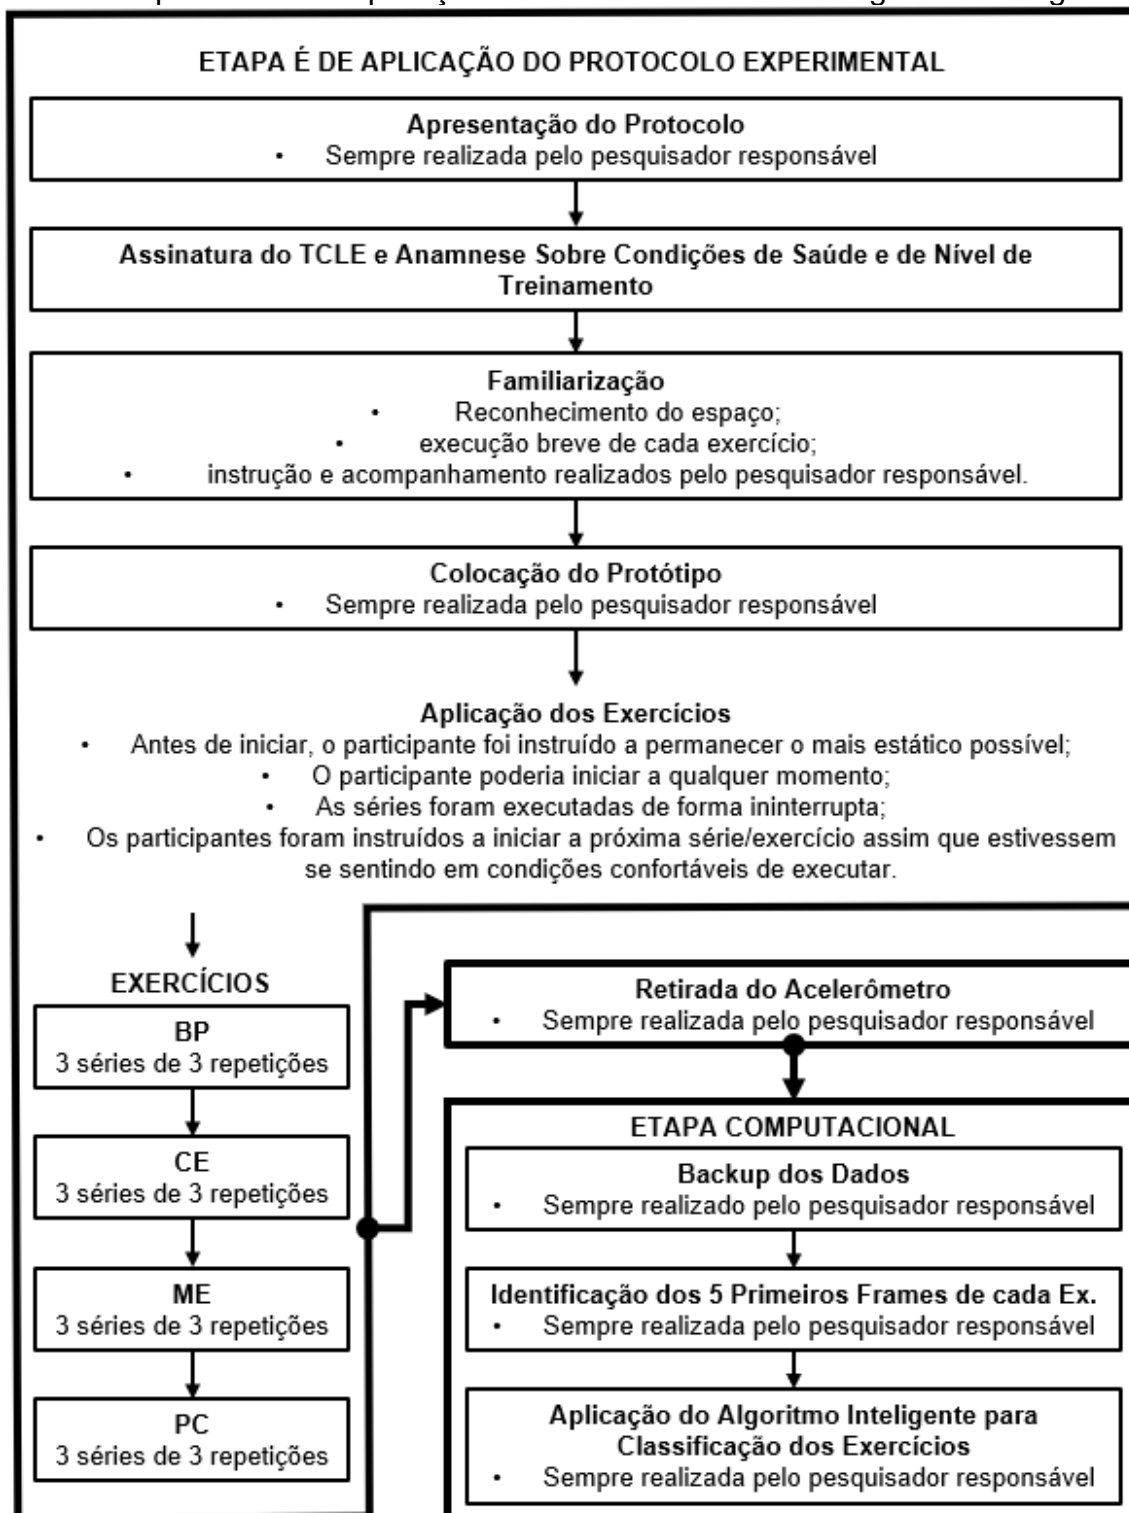 ETAPA É DE APLICAÇÃO DO PROTOCOLO EXPERIMENTAL
Apresentação do Protocolo
• Sempre realizada pelo pesquisador responsável
Assinatura do TCLE e Anamnese Sobre Condições de Saúde e de Nível de
Treinamento
Familiarização
• Reconhecimento do espaço;
• execução breve de cada exercício;
• instrução e acompanhamento realizados pelo pesquisador responsável.
Colocação do Protótipo
• Sempre realizada pelo pesquisador responsável
Aplicação dos Exercícios
• Antes de iniciar, o participante foi instruído a permanecer o mais estático possível;
• O participante poderia iniciar a qualquer momento;
• As séries foram executadas de forma ininterrupta;
• Os participantes foram instruídos a iniciar a próxima série/exercício assim que estivessem
se sentindo em condições confortáveis de executar.
EXERCÍCIOS
BP
3 séries de 3 repetições
CE
3 séries de 3 repetições
ME
3 séries de 3 repetições
PC
3 séries de 3 repetições
Retirada do Acelerômetro
• Sempre realizada pelo pesquisador responsável
ETAPA COMPUTACIONAL
Backup dos Dados
• Sempre realizado pelo pesquisador responsável
Identificação dos 5 Primeiros Frames de cada Ex.
• Sempre realizada pelo pesquisador responsável
Aplicação do Algoritmo Inteligente para
Classificação dos Exercícios
• Sempre realizada pelo pesquisador responsável